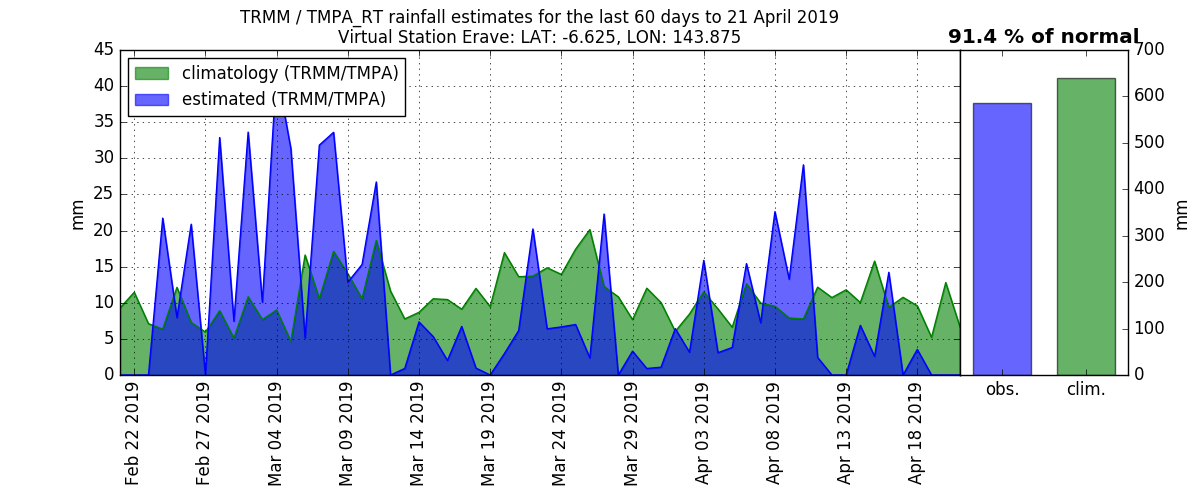 TRMM / TMPA_RT rainfall estimates for the last 60 days to 21 April 2019
Virtual Station Erave: LAT: -6.625, LON: 143.875
91.4 % of normal
climatology (TRMM/TMPA)
estimated (TRMM/TMPA)
45
40
35
30
25
20
15
10
5
0
mm
Feb 22 2019
Feb 27 2019
Mar 04 2019
Mar 09 2019
Mar 14 2019
Mar 19 2019
Mar 24 2019
Mar 29 2019
Apr 03 2019
Apr 08 2019
Apr 13 2019
Apr 18 2019
obs.
clim.
700
600
500
400
300
200
100
0
mm